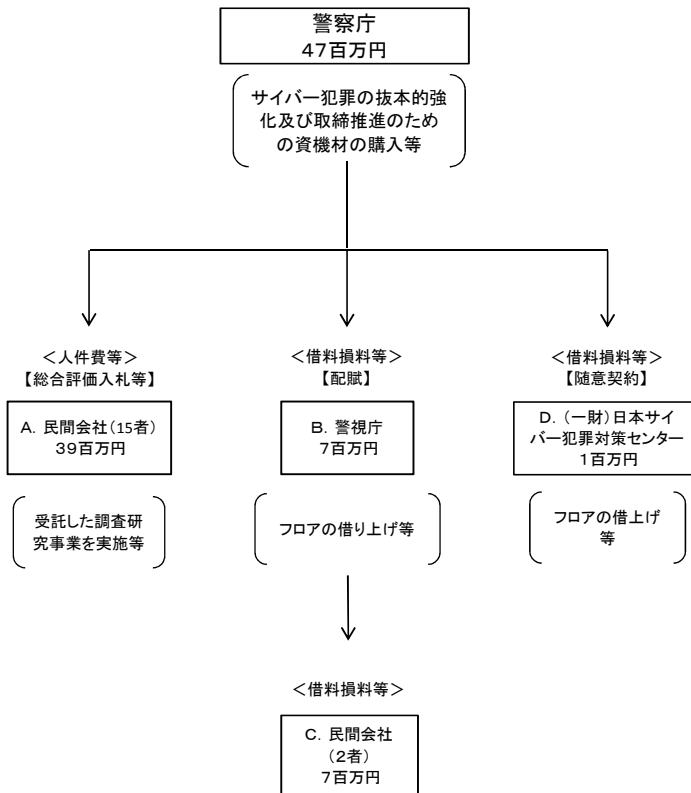 警察庁
47百万円
サイバー犯罪の抜本的強
化及び取締推進のため
の資機材の購入等
＜人件費等＞
【総合評価入札等】
A．民間会社（15者）
39百万円
受託した調査研
究事業を実施等
＜借料損料等＞
【配賦】
B．警視庁
7百万円
フロアの借り上げ等
＜借料損料等＞
【随意契約】
D．（一財）日本サイ
バー犯罪対策センター
1百万円
フロアの借上げ
等
＜借料損料等＞
C．民間会社
（2者）
7百万円